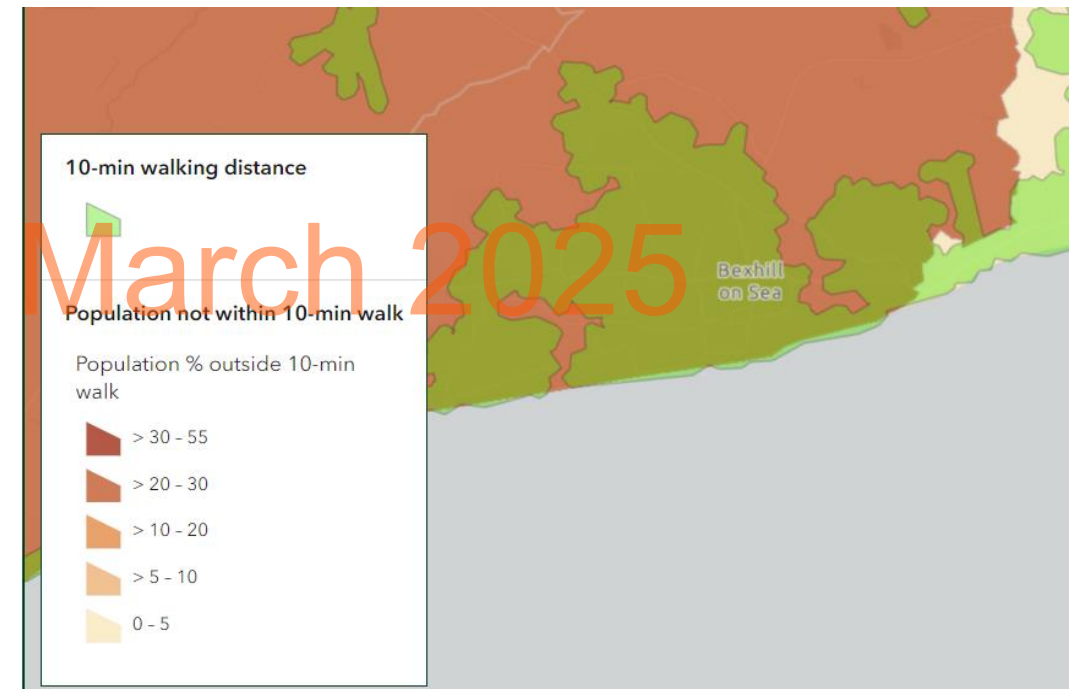 10-min walking distance
March 2025
Population not within 10-min walk
Population % outside 10-min
walk
> 30 - 55
> 20 - 30
> 10 - 20
> 5 - 10
0 - 5
Bexhill
on Sea